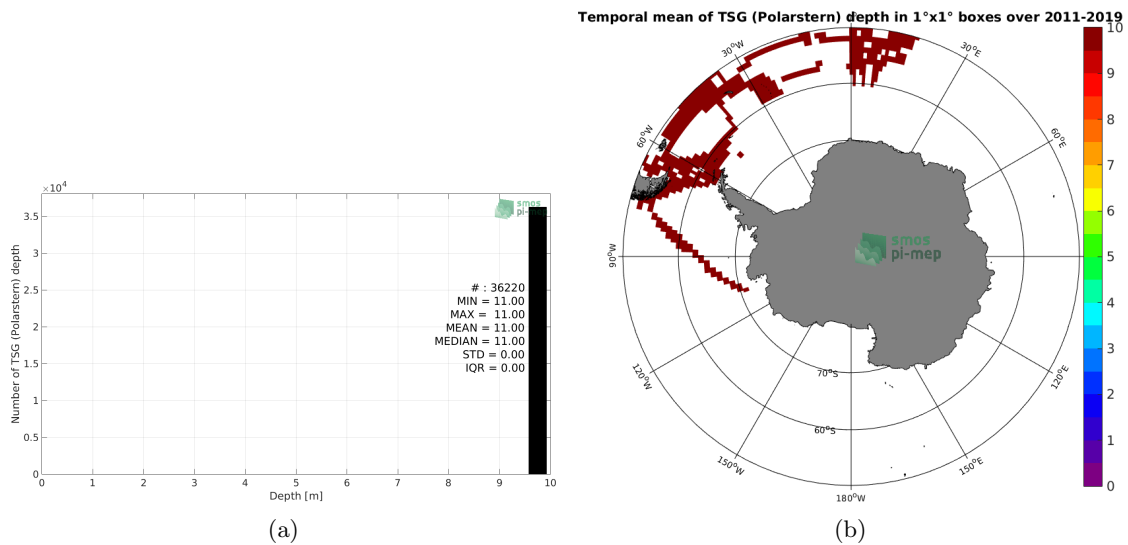 Temporal mean of TSG (Polarstern) depth in 1°x1° boxes over 2011-2019
×10⁴
3.5
3
2.5
2
1.5
1
0.5
0
Number of TSG (Polarstern) depth
smos
pi-mep
# : 36220
MIN = 11.00
MAX = 11.00
MEAN = 11.00
MEDIAN = 11.00
STD = 0.00
IQR = 0.00
0 1 2 3 4 5 6 7 8 9 10
Depth [m]
(a)
30°W
30°E
60°W
60°E
90°W
smos
pi-mep
120°W
120°E
70°S
60°S
150°W
150°E
180°W
10
9
8
7
6
5
4
3
2
1
0
(b)